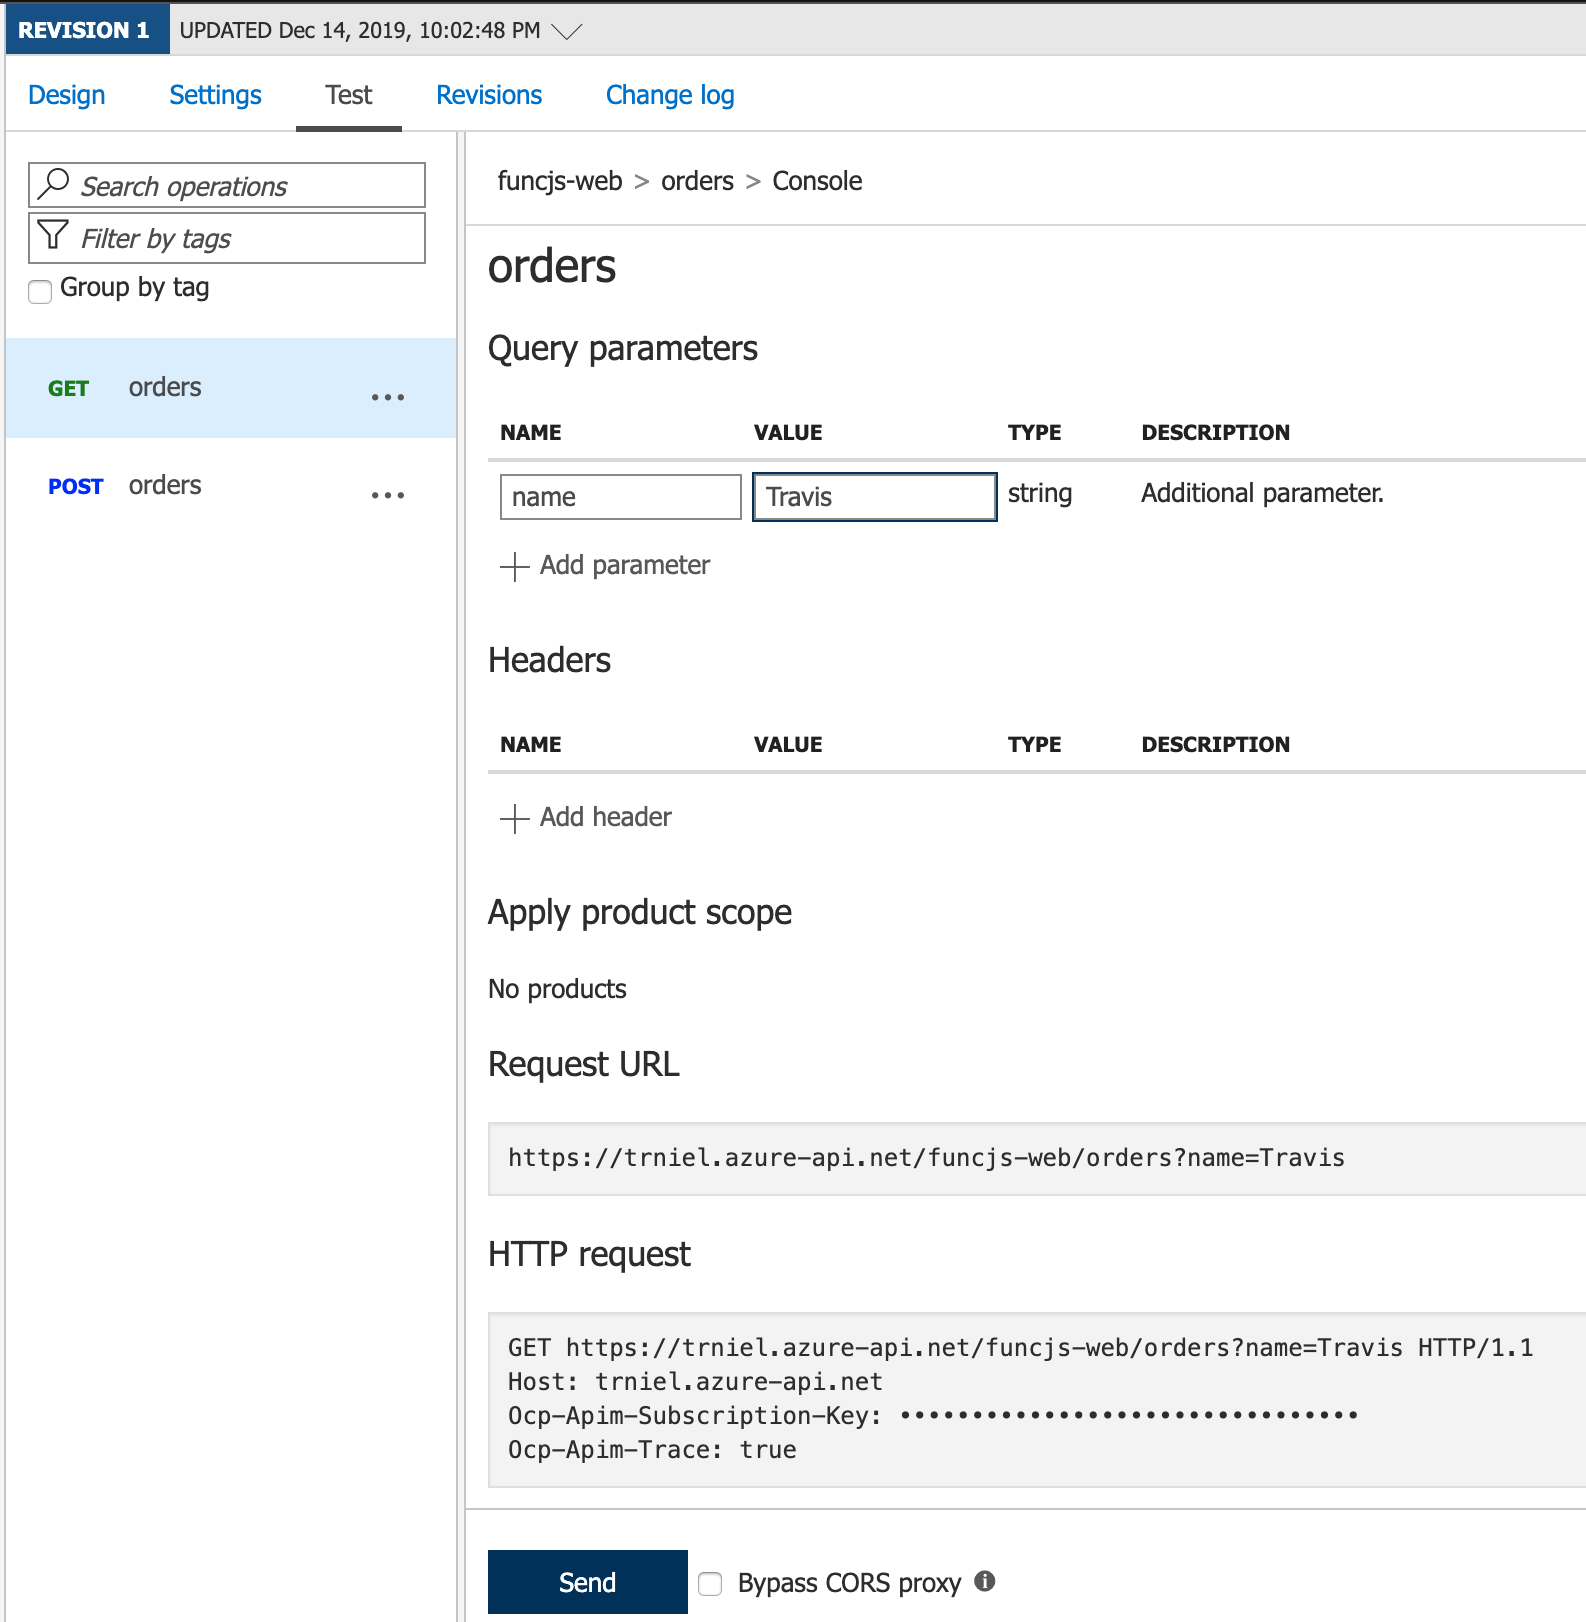 REVISION 1 UPDATED Dec 14, 2019, 10:02:48 PM
Design Settings Test Revisions Change log
Search operations
Filter by tags
Group by tag
GET orders ...
POST orders ...
funcjs-web > orders > Console
orders
Query parameters
NAME VALUE TYPE DESCRIPTION
name Travis string Additional parameter.
Add parameter
Headers
NAME VALUE TYPE DESCRIPTION
Add header
Apply product scope
No products
Request URL
https://trniel.azure-api.net/funcjs-web/orders?name=Travis
HTTP request
GET https://trniel.azure-api.net/funcjs-web/orders?name=Travis HTTP/1.1
Host: trniel.azure-api.net
Ocp-Apim-Subscription-Key: ••••••••••••••••••••••••••••••••
Ocp-Apim-Trace: true
Send Bypass CORS proxy